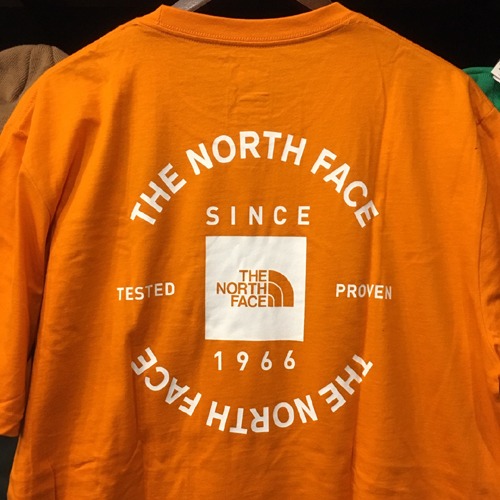 THE NORTH FACE
SINCE
TESTED
THE
NORTH
FACE
PROVEN
1966
THE NORTH FACE